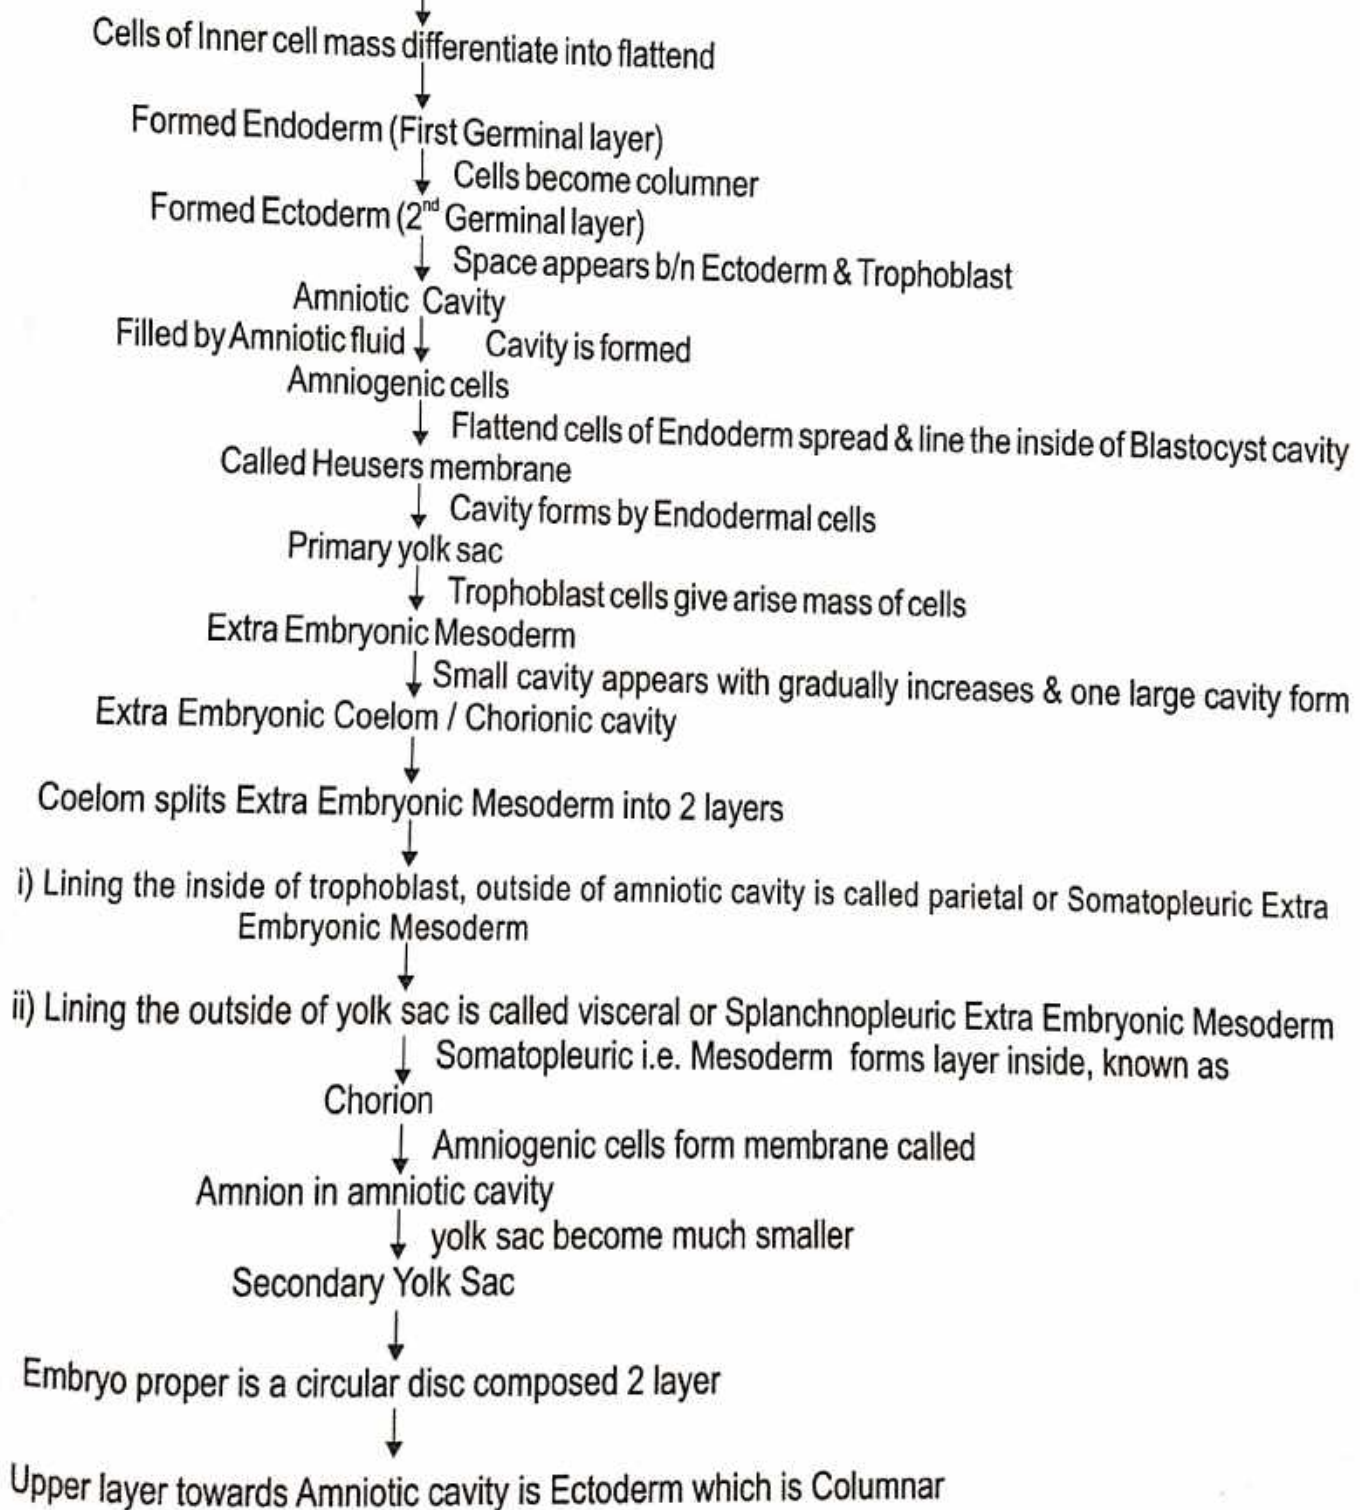 Cells of Inner cell mass differentiate into flattend
Formed Endoderm (First Germinal layer)
Cells become columner
Formed Ectoderm (2nd Germinal layer)
Space appears b/n Ectoderm & Trophoblast
Amniotic Cavity
Filled by Amniotic fluid Cavity is formed
Amniogenic cells
Flattend cells of Endoderm spread & line the inside of Blastocyst cavity
Called Heusers membrane
Cavity forms by Endodermal cells
Primary yolk sac
Trophoblast cells give arise mass of cells
Extra Embryonic Mesoderm
Small cavity appears with gradually increases & one large cavity form
Extra Embryonic Coelom / Chorionic cavity
Coelom splits Extra Embryonic Mesoderm into 2 layers
i) Lining the inside of trophoblast, outside of amniotic cavity is called parietal or Somatopleuric Extra
Embryonic Mesoderm
ii) Lining the outside of yolk sac is called visceral or Splanchnopleuric Extra Embryonic Mesoderm
Somatopleuric i.e. Mesoderm forms layer inside, known as
Chorion
Amniogenic cells form membrane called
Amnion in amniotic cavity
yolk sac become much smaller
Secondary Yolk Sac
Embryo proper is a circular disc composed 2 layer
Upper layer towards Amniotic cavity is Ectoderm which is Columnar